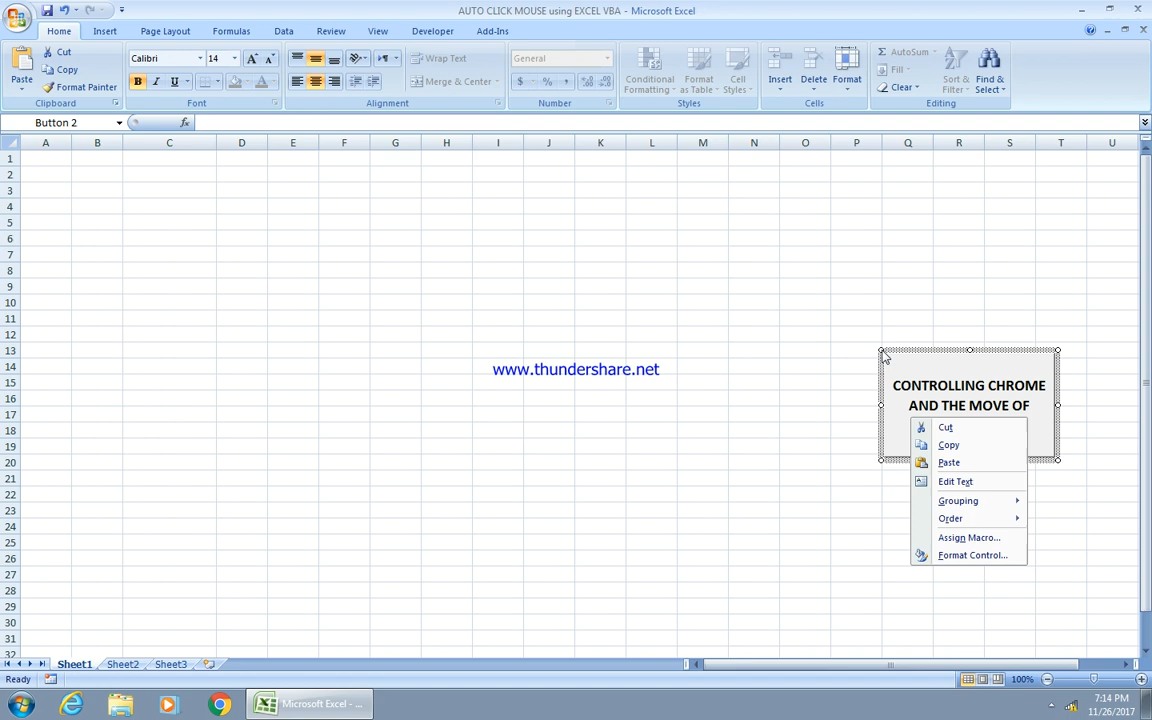 AUTO CLICK MOUSE using EXCEL VBA - Microsoft Excel
Home Insert Page Layout Formulas Data Review View Developer Add-Ins
Paste
Cut
Copy
Format Painter
Clipboard
Calibri 14
B I U
Font
Wrap Text
Merge & Center
Alignment
General
$ % ,
Number
Conditional Formatting
Format as Table
Cell Styles
Styles
Insert Delete Format
Cells
AutoSum
Fill
Clear
Sort & Filter
Find & Select
Editing
Button 2 fx
A B C D E F G H I J K L M N O P Q R S T U
1
2
3
4
5
6
7
8
9
10
11
12
13
14
15
16
17
18
19
20
21
22
23
24
25
26
27
28
29
30
31
32
www.thundershare.net
CONTROLLING CHROME
AND THE MOVE OF
Cut
Copy
Paste
Edit Text
Grouping
Order
Assign Macro...
Format Control...
Sheet1 Sheet2 Sheet3
Ready 100%
Microsoft Excel - ...
7:14 PM
11/26/2017